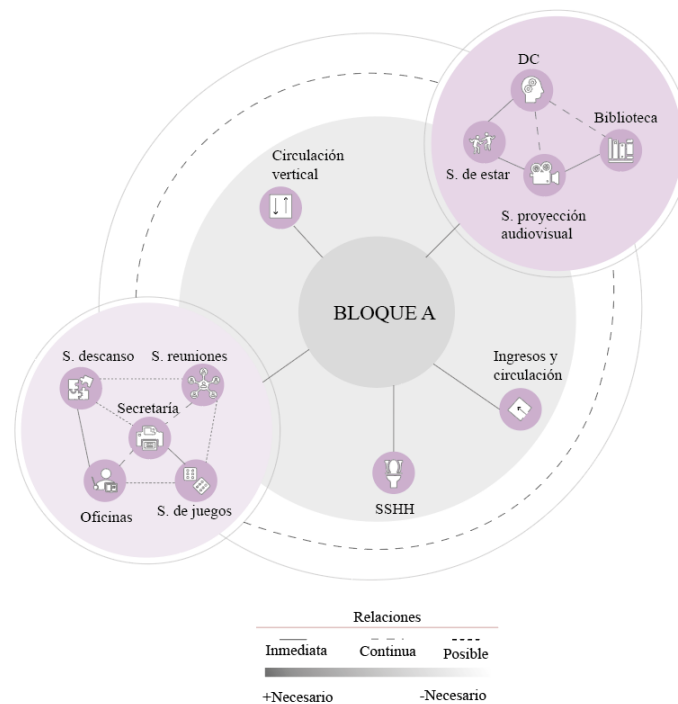 DC
Biblioteca
S. de estar
S. proyección
audiovisual
Circulación
vertical
BLOQUE A
Ingresos y
circulación
S. descanso
S. reuniones
Secretaría
Oficinas
S. de juegos
SSHH
Relaciones
Inmediata
Continua
Posible
+Necesario
-Necesario